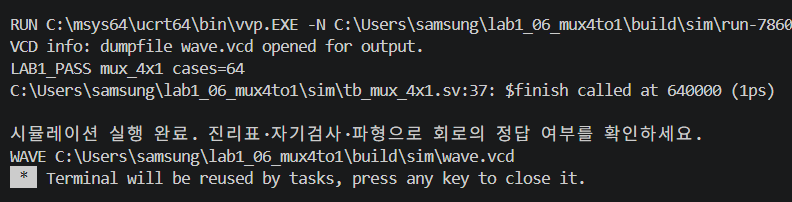 RUN C:\msys64\ucrt64\bin\vvp.EXE -N C:\Users\samsung\lab1_06_mux4to1\build\sim\run-7860
VCD info: dumpfile wave.vcd opened for output.
LAB1_PASS mux_4x1 cases=64
C:\Users\samsung\lab1_06_mux4to1\sim\tb_mux_4x1.sv:37: $finish called at 640000 (1ps)
시뮬레이션 실행 완료. 진리표·자기검사·파형으로 회로의 정답 여부를 확인하세요.
WAVE C:\Users\samsung\lab1_06_mux4to1\build\sim\wave.vcd
* Terminal will be reused by tasks, press any key to close it.